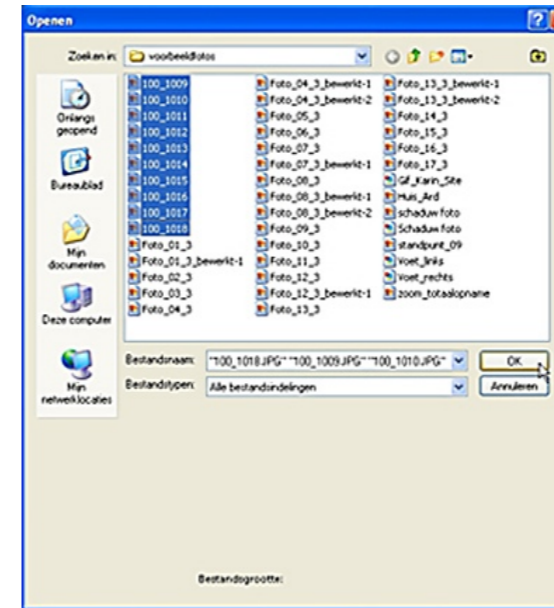 Openen
Zoeken in: voorbeeldfotos
Onlangs geopend
Bureaublad
Mijn documenten
Deze computer
Mijn netwerklocaties
100_1009
100_1010
100_1011
100_1012
100_1013
100_1014
100_1015
100_1016
100_1017
100_1018
Foto_01_3
Foto_01_3_bewerkt-1
Foto_02_3
Foto_03_3
Foto_04_3
Foto_04_3_bewerkt-1
Foto_04_3_bewerkt-2
Foto_05_3
Foto_06_3
Foto_07_3
Foto_07_3_bewerkt-1
Foto_08_3
Foto_08_3_bewerkt-1
Foto_08_3_bewerkt-2
Foto_09_3
Foto_10_3
Foto_11_3
Foto_12_3
Foto_12_3_bewerkt-1
Foto_13_3
Foto_13_3_bewerkt-1
Foto_13_3_bewerkt-2
Foto_14_3
Foto_15_3
Foto_16_3
Foto_17_3
Gif_Karin_Site
Huis_Ard
schaduw foto
Schaduw foto
standpunt_09
Voet_links
Voet_rechts
zoom_totaalopname
Bestandsnaam: "100_1018.JPG" "100_1009.JPG" "100_1010.JPG" OK
Bestandstypen: Alle bestandsindelingen Annuleren
Bestandsgrootte: